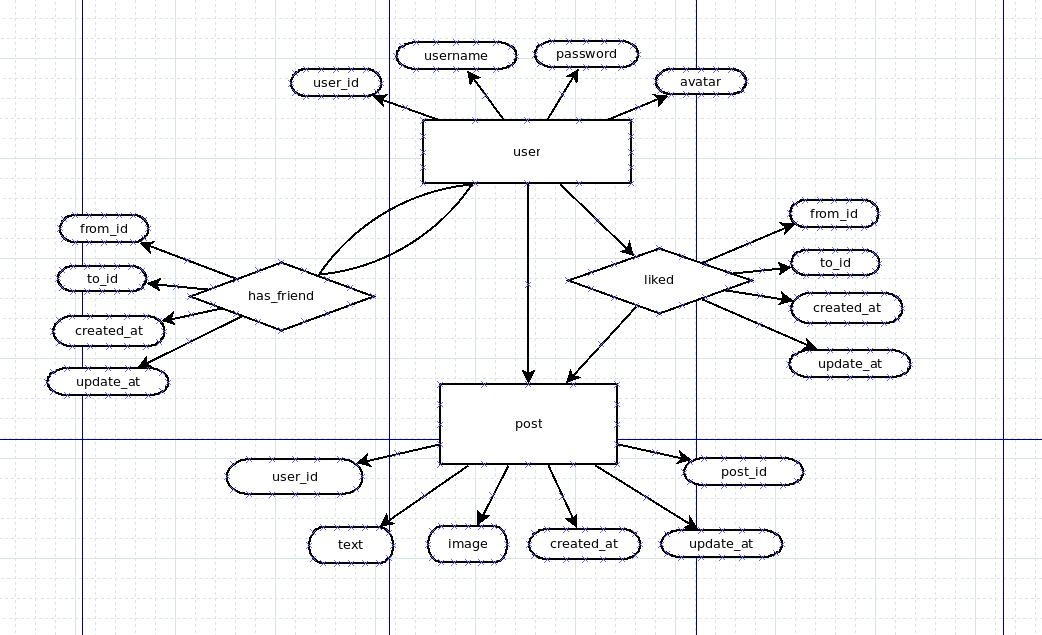 username
password
user_id
avatar
user
from_id
to_id
created_at
update_at
has_friend
liked
from_id
to_id
created_at
update_at
post
user_id
post_id
text
image
created_at
update_at